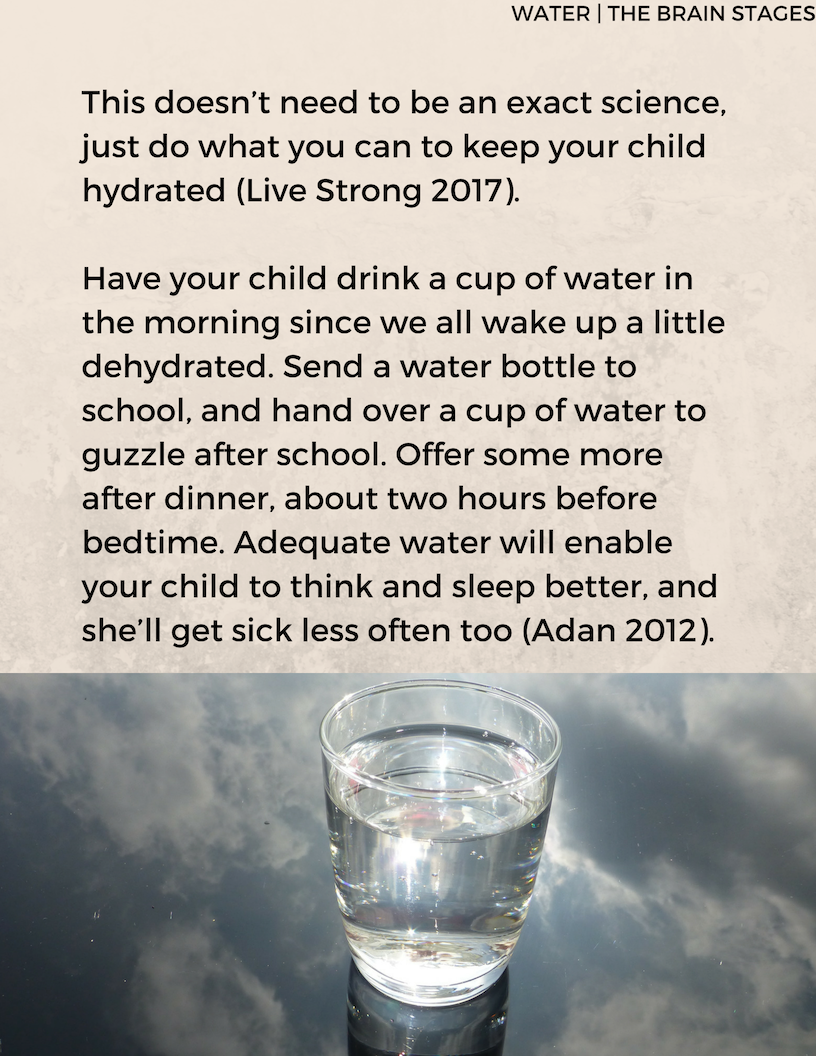 WATER | THE BRAIN STAGES
This doesn’t need to be an exact science,
just do what you can to keep your child
hydrated (Live Strong 2017).
Have your child drink a cup of water in
the morning since we all wake up a little
dehydrated. Send a water bottle to
school, and hand over a cup of water to
guzzle after school. Offer some more
after dinner, about two hours before
bedtime. Adequate water will enable
your child to think and sleep better, and
she’ll get sick less often too (Adan 2012).